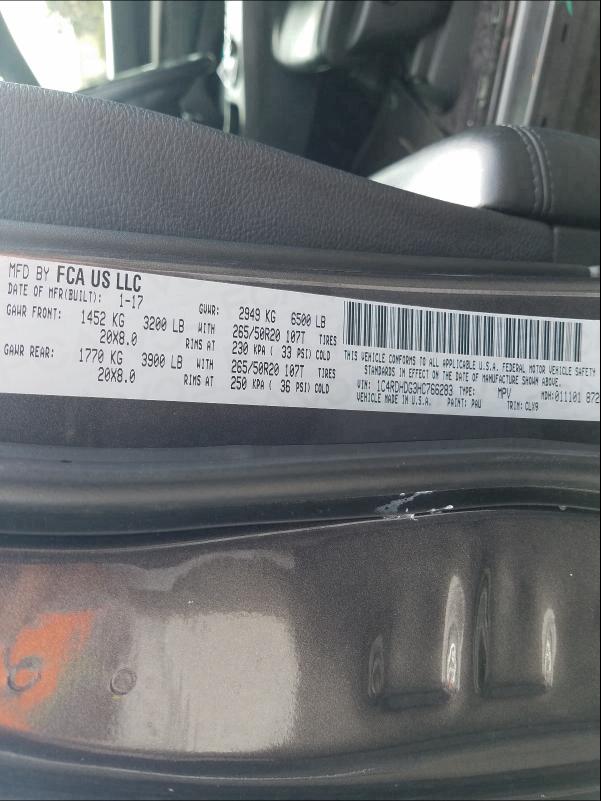 MFD BY FCA US LLC
DATE OF MFR(BUILT): 1-17 GVWR: 2949 KG 6500 LB
GAWR FRONT: 1452 KG 3200 LB WITH 265/50R20 107T TIRES
20X8.0 RIMS AT 230 KPA ( 33 PSI) COLD
GAWR REAR: 1770 KG 3900 LB WITH 265/50R20 107T TIRES
20X8.0 RIMS AT 250 KPA ( 36 PSI) COLD
THIS VEHICLE CONFORMS TO ALL APPLICABLE U.S.A. FEDERAL MOTOR VEHICLE SAFETY
STANDARDS IN EFFECT ON THE DATE OF MANUFACTURE SHOWN ABOVE.
VIN: 1C4RDHDG3HC766283 TYPE: MPV MDH:011101 872
VEHICLE MADE IN U.S.A. PAINT: PAU TRIM: CLX9